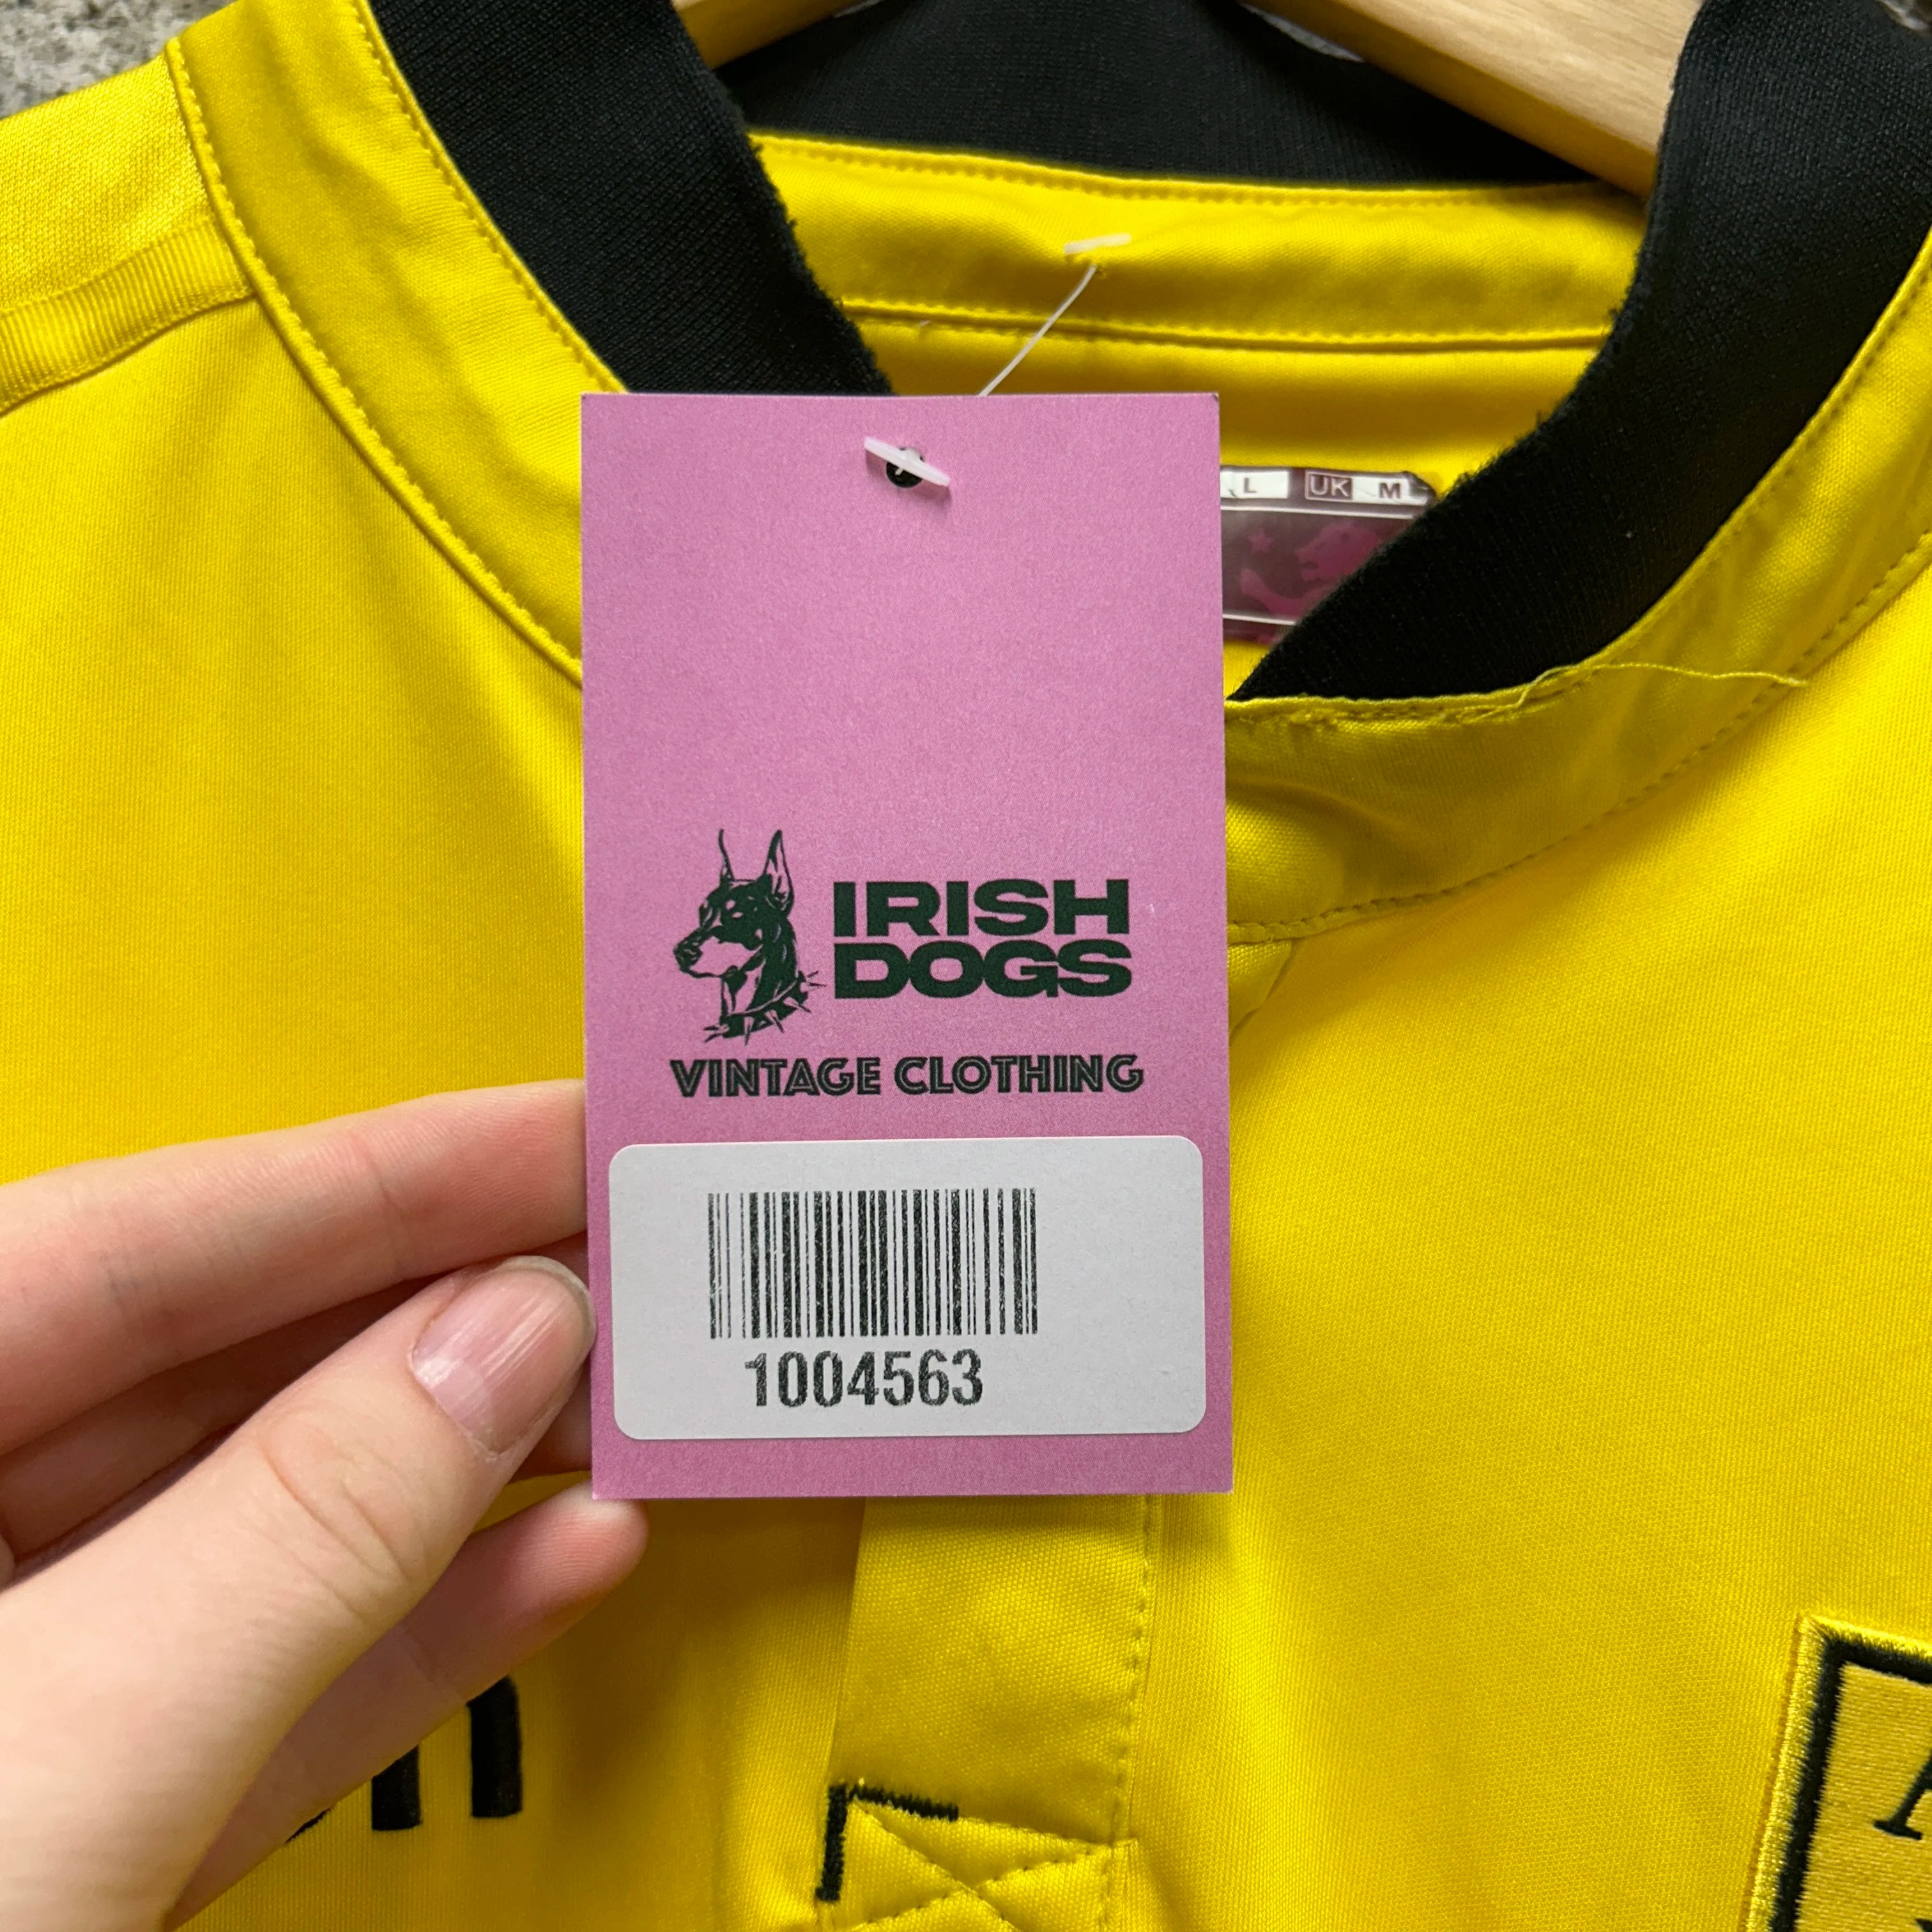 L UK M
IRISH
DOGS
VINTAGE CLOTHING
1004563